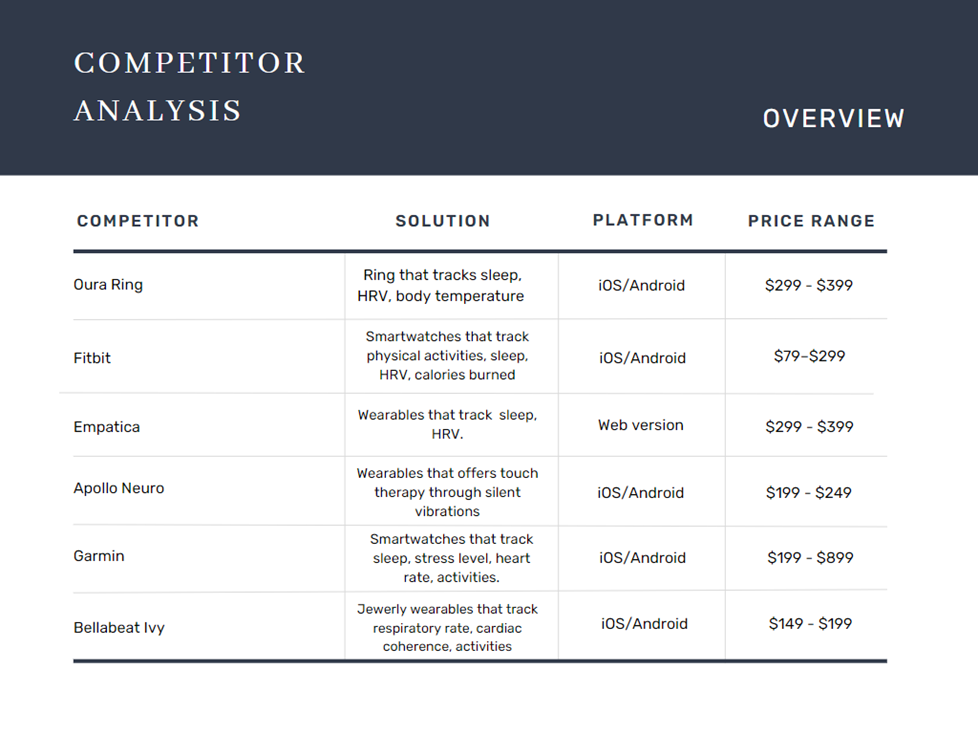 COMPETITOR
ANALYSIS
OVERVIEW
COMPETITOR SOLUTION PLATFORM PRICE RANGE
Oura Ring
Ring that tracks sleep,
HRV, body temperature
iOS/Android
$299 - $399
Fitbit
Smartwatches that track
physical activities, sleep,
HRV, calories burned
iOS/Android
$79–$299
Empatica
Wearables that track  sleep,
HRV.
Web version
$299 - $399
Apollo Neuro
Wearables that offers touch
therapy through silent
vibrations
iOS/Android
$199 - $249
Garmin
Smartwatches that track
sleep, stress level, heart
rate, activities.
iOS/Android
$199 - $899
Bellabeat Ivy
Jewerly wearables that track
respiratory rate, cardiac
coherence, activities
iOS/Android
$149 - $199